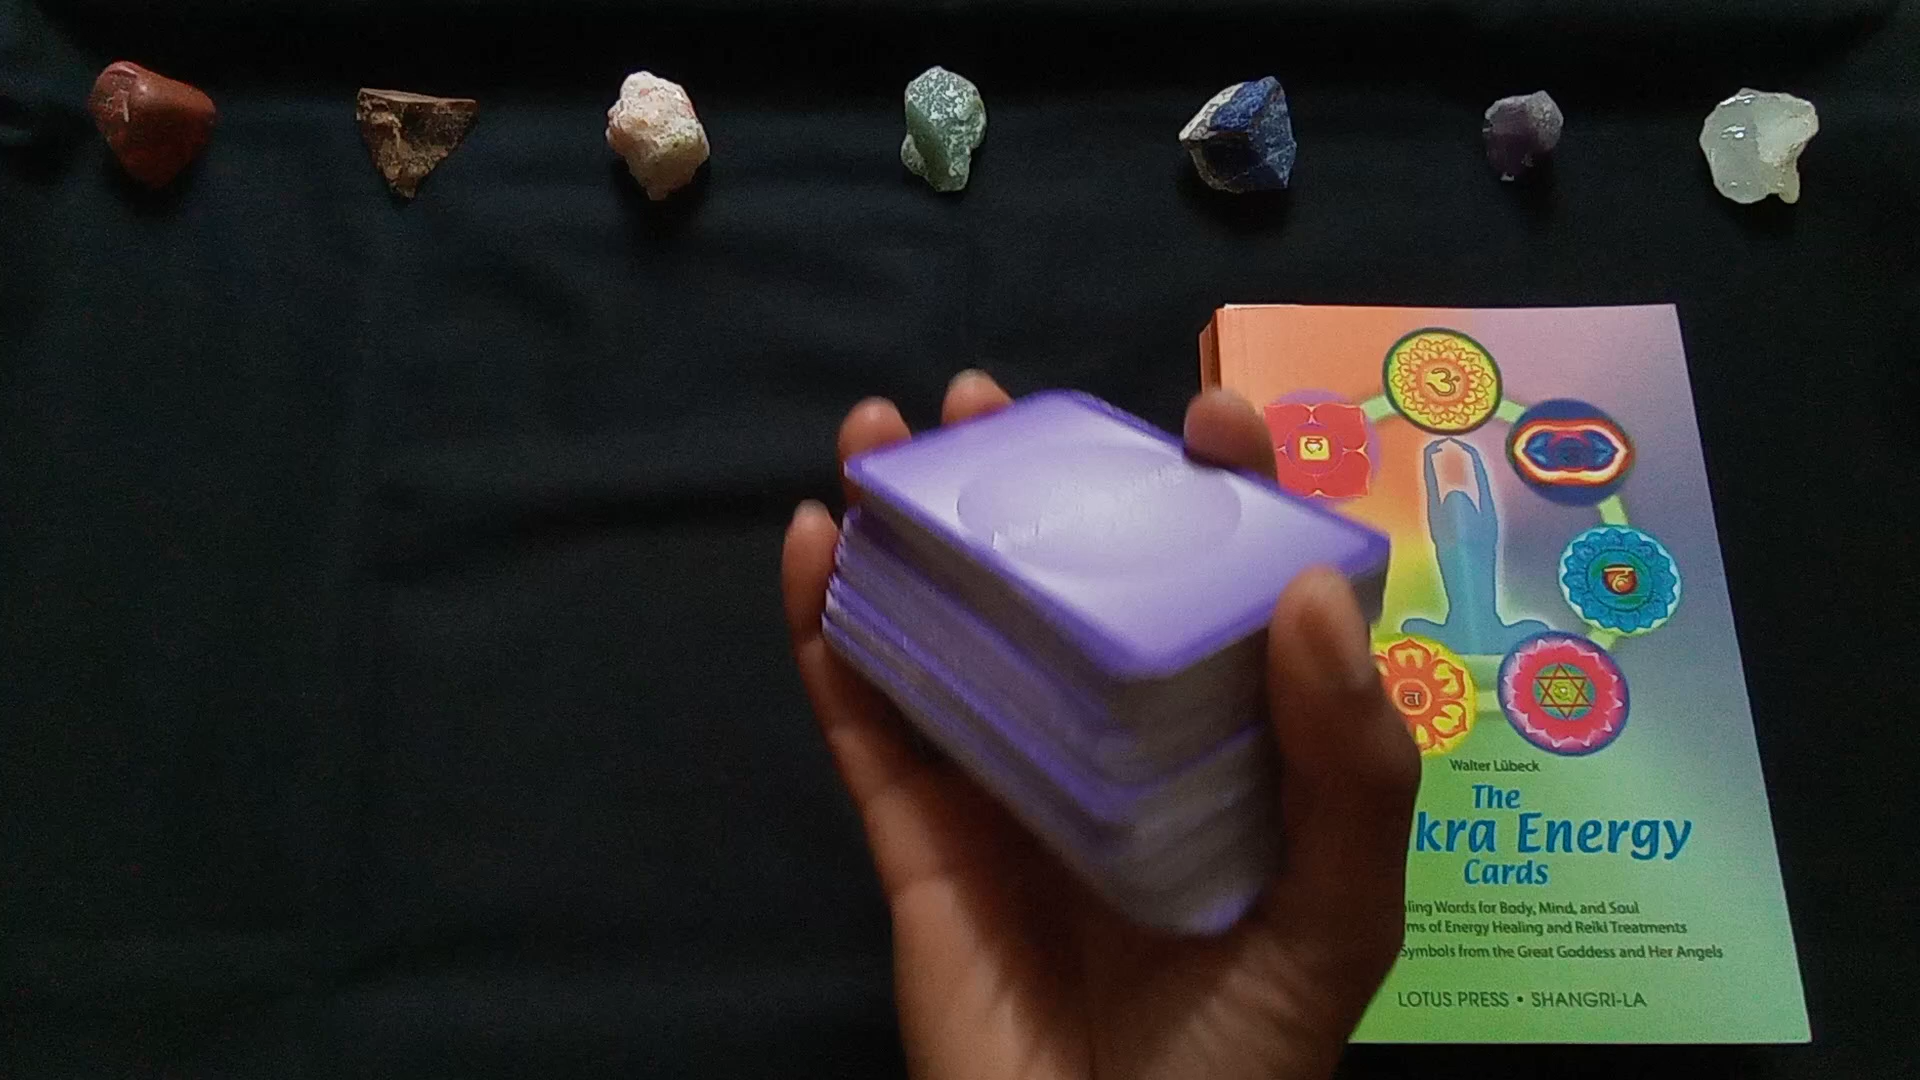 Walter Lübeck
The
kra Energy
Cards
ling Words for Body, Mind, and Soul
ms of Energy Healing and Reiki Treatments
Symbols from the Great Goddess and Her Angels
LOTUS PRESS • SHANGRI-LA